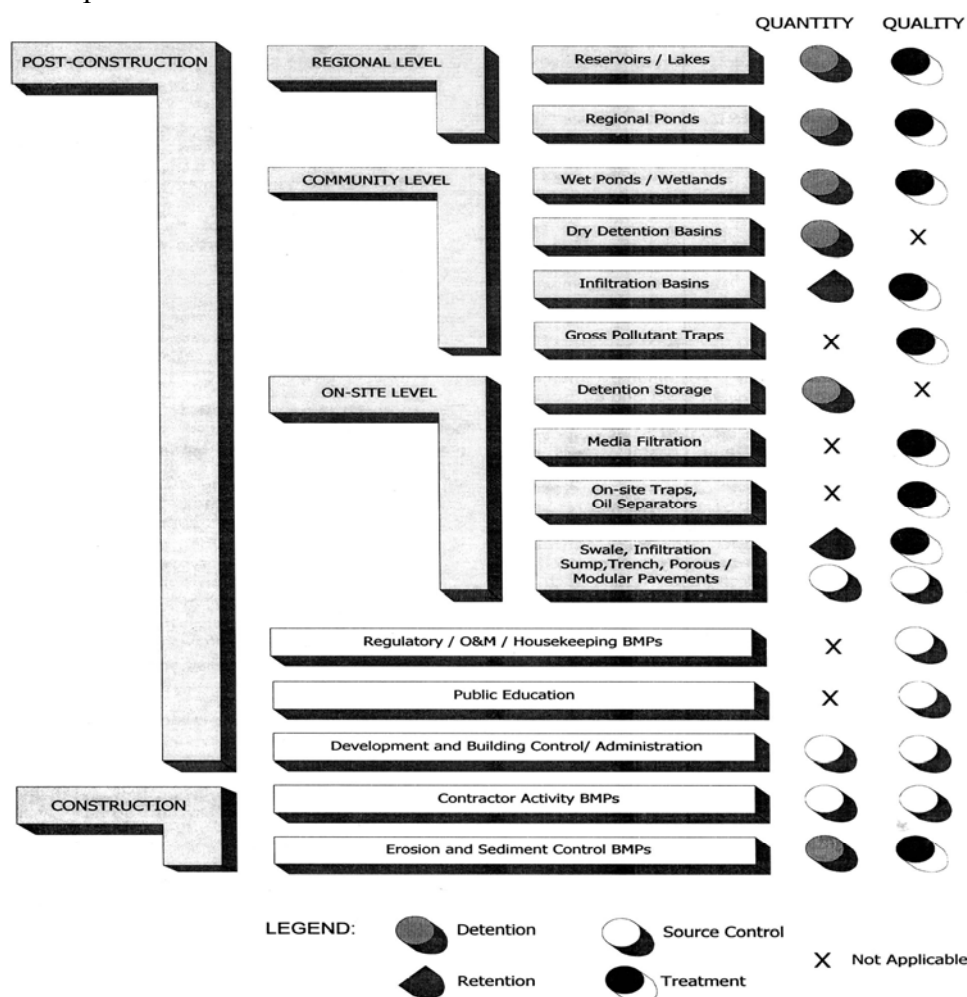 QUANTITY QUALITY
POST-CONSTRUCTION
REGIONAL LEVEL
Reservoirs / Lakes
Regional Ponds
COMMUNITY LEVEL
Wet Ponds / Wetlands
Dry Detention Basins
X
Infiltration Basins
Gross Pollutant Traps
X
ON-SITE LEVEL
Detention Storage
X
Media Filtration
X
On-site Traps,
Oil Separators
X
Swale, Infiltration
Sump,Trench, Porous /
Modular Pavements
Regulatory / O&M / Housekeeping BMPs
X
Public Education
X
Development and Building Control/ Administration
CONSTRUCTION
Contractor Activity BMPs
Erosion and Sediment Control BMPs
LEGEND:
Detention
Source Control
X Not Applicable
Retention
Treatment